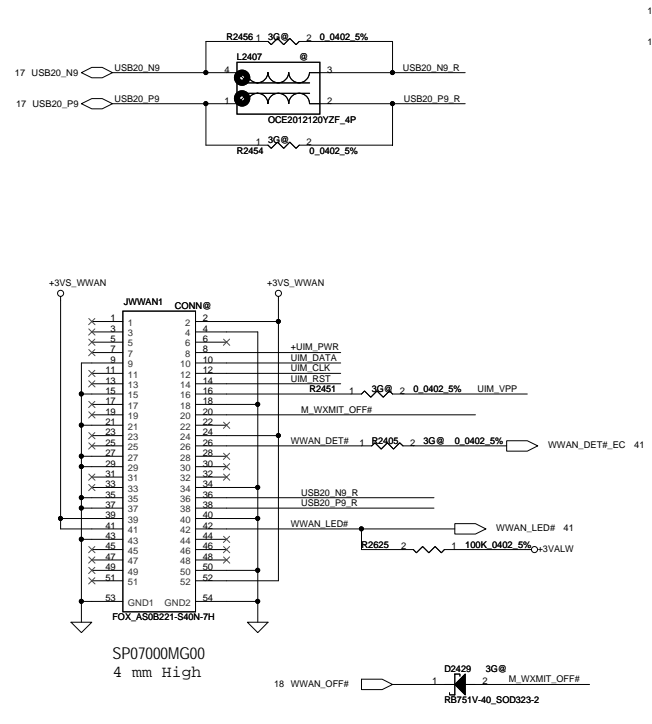 1
1
R2456 1 3G@ 2 0_0402_5%
L2407 @
17 USB20_N9 USB20_N9 4 3 USB20_N9_R
17 USB20_P9 USB20_P9 1 2 USB20_P9_R
OCE2012120YZF_4P
R2454 1 3G@ 2 0_0402_5%
+3VS_WWAN +3VS_WWAN
JWWAN1 CONN@
1 1 2 2
3 3 4 4
5 5 6 6
7 7 8 8 +UIM_PWR
9 9 10 10 UIM_DATA
11 11 12 12 UIM_CLK
13 13 14 14 UIM_RST
15 15 16 16 R2451 1 3G@ 2 0_0402_5% UIM_VPP
17 17 18 18
19 19 20 20 M_WXMIT_OFF#
21 21 22 22
23 23 24 24
25 25 26 26 WWAN_DET# 1 R2405 2 3G@ 0_0402_5% WWAN_DET#_EC 41
27 27 28 28
29 29 30 30
31 31 32 32
33 33 34 34
35 35 36 36 USB20_N9_R
37 37 38 38 USB20_P9_R
39 39 40 40
41 41 42 42 WWAN_LED# WWAN_LED# 41
43 43 44 44
45 45 46 46 R2625 2 1 100K_0402_5% +3VALW
47 47 48 48
49 49 50 50
51 51 52 52
53 GND1 GND2 54
FOX_AS0B221-S40N-7H
SP07000MG00
4 mm High
D2429 3G@
18 WWAN_OFF# 1 2 M_WXMIT_OFF#
RB751V-40_SOD323-2